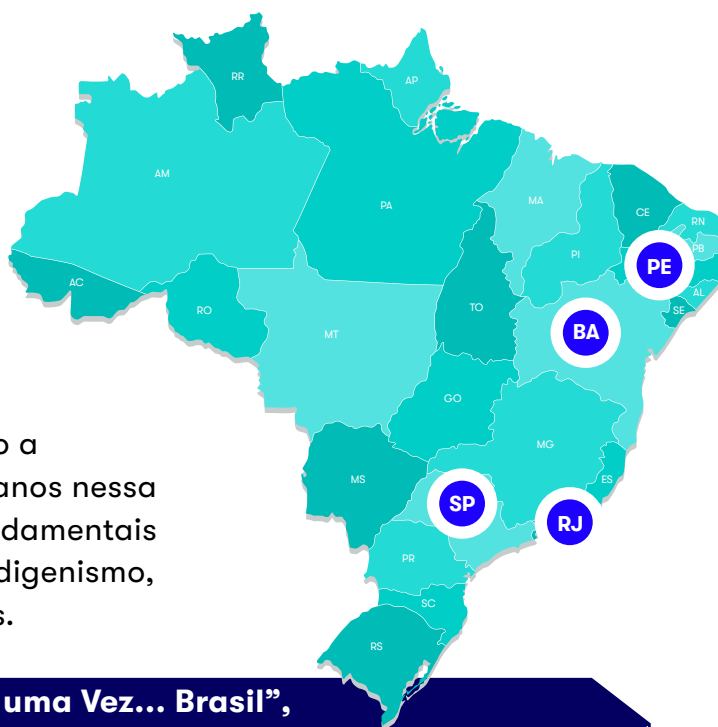 RR
AP
AM
PA
MA
CE
RN
PB
PI
PE
AL
SE
AC
RO
TO
BA
MT
GO
MG
MS
ES
SP
RJ
PR
SC
RS
o a
anos nessa
damentais
digenismo,
s.
uma Vez... Brasil”,